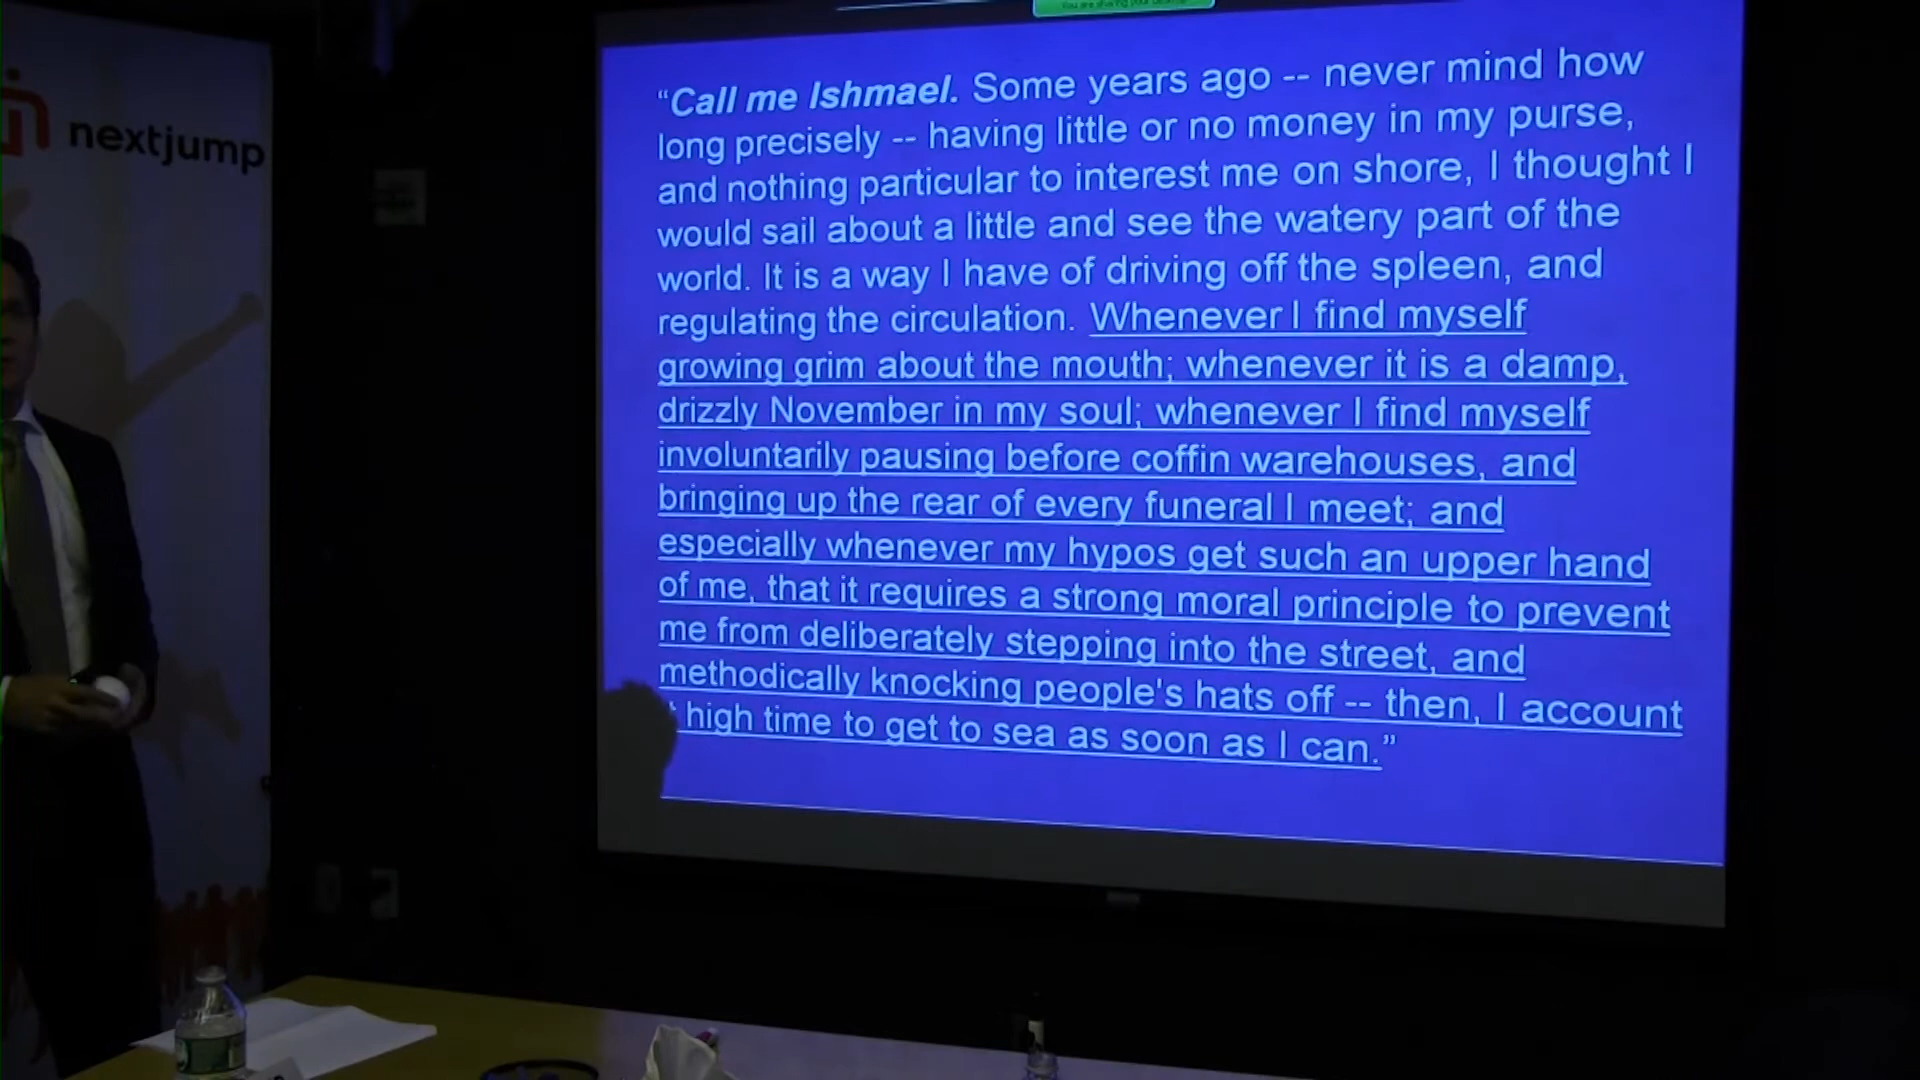 You are sharing your desktop
nextjump
“Call me Ishmael. Some years ago -- never mind how
long precisely -- having little or no money in my purse,
and nothing particular to interest me on shore, I thought I
would sail about a little and see the watery part of the
world. It is a way I have of driving off the spleen, and
regulating the circulation. Whenever I find myself
growing grim about the mouth; whenever it is a damp,
drizzly November in my soul; whenever I find myself
involuntarily pausing before coffin warehouses, and
bringing up the rear of every funeral I meet; and
especially whenever my hypos get such an upper hand
of me, that it requires a strong moral principle to prevent
me from deliberately stepping into the street, and
methodically knocking people's hats off -- then, I account
high time to get to sea as soon as I can.”